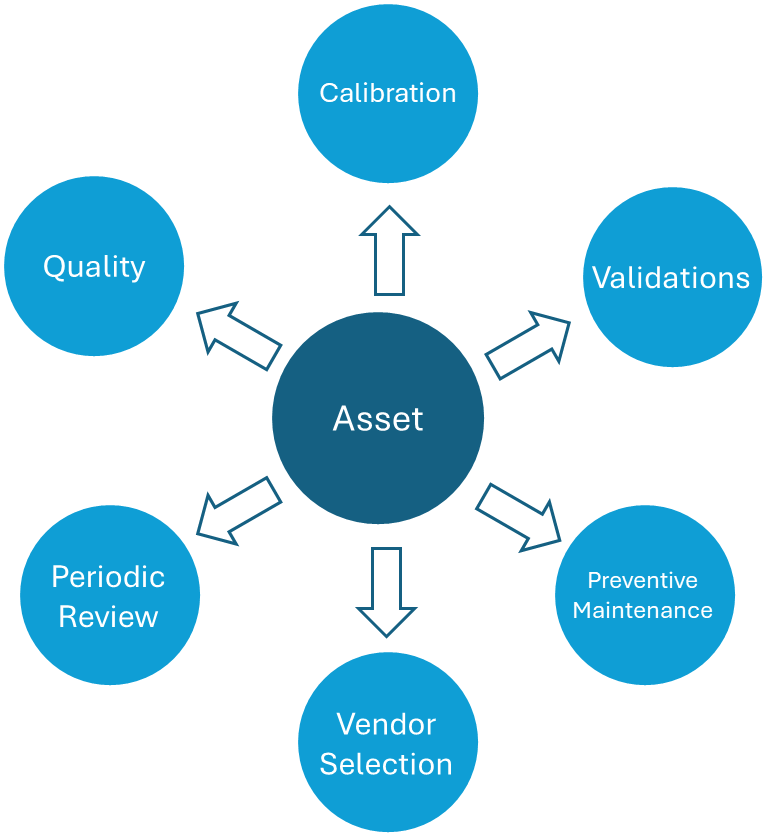 Calibration
Quality
Validations
Asset
Periodic
Review
Preventive
Maintenance
Vendor
Selection